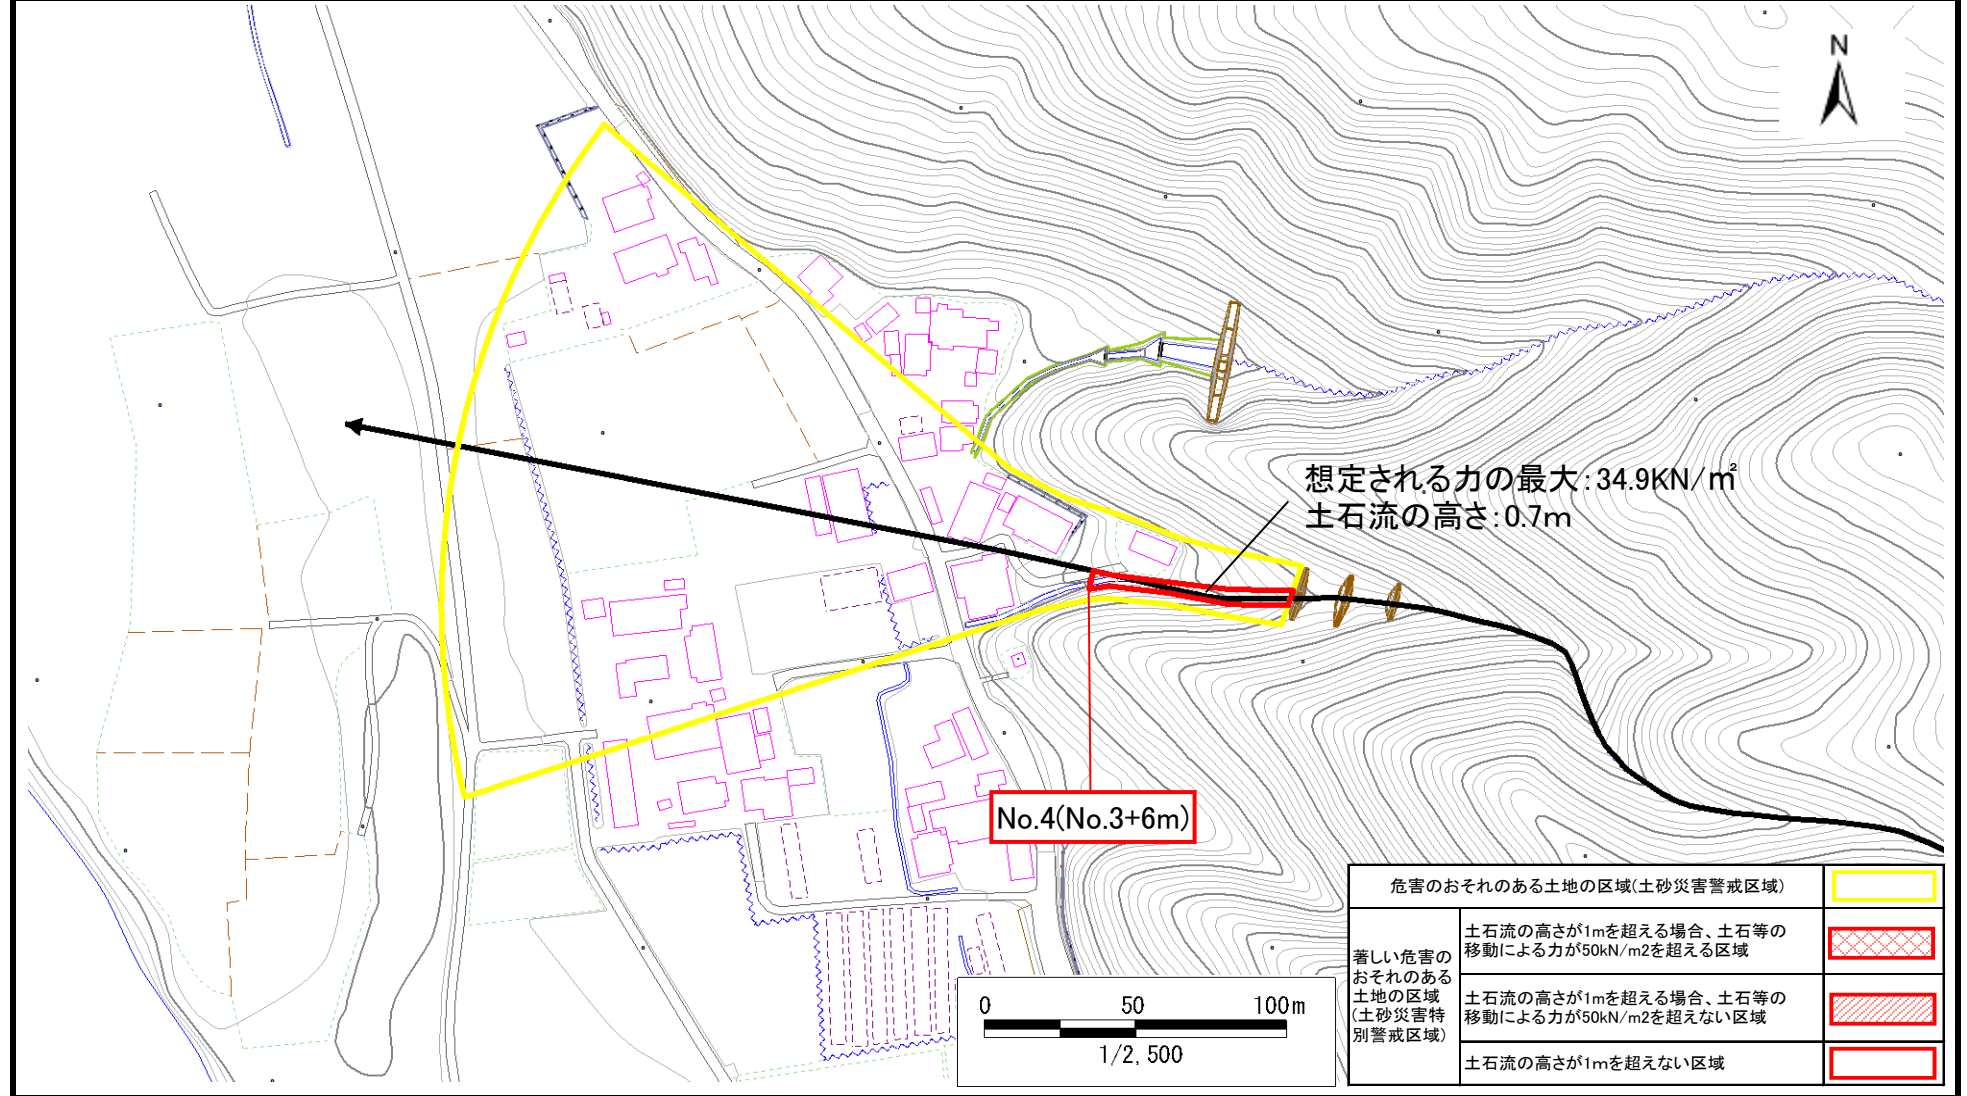 N
想定される力の最大:34.9KN/㎡
土石流の高さ:0.7m
No.4(No.3+6m)
0 50 100m
1/2,500
危害のおそれのある土地の区域(土砂災害警戒区域)
著しい危害の
おそれのある
土地の区域
(土砂災害特
別警戒区域)
土石流の高さが1mを超える場合、土石等の
移動による力が50kN/m2を超える区域
土石流の高さが1mを超える場合、土石等の
移動による力が50kN/m2を超えない区域
土石流の高さが1mを超えない区域